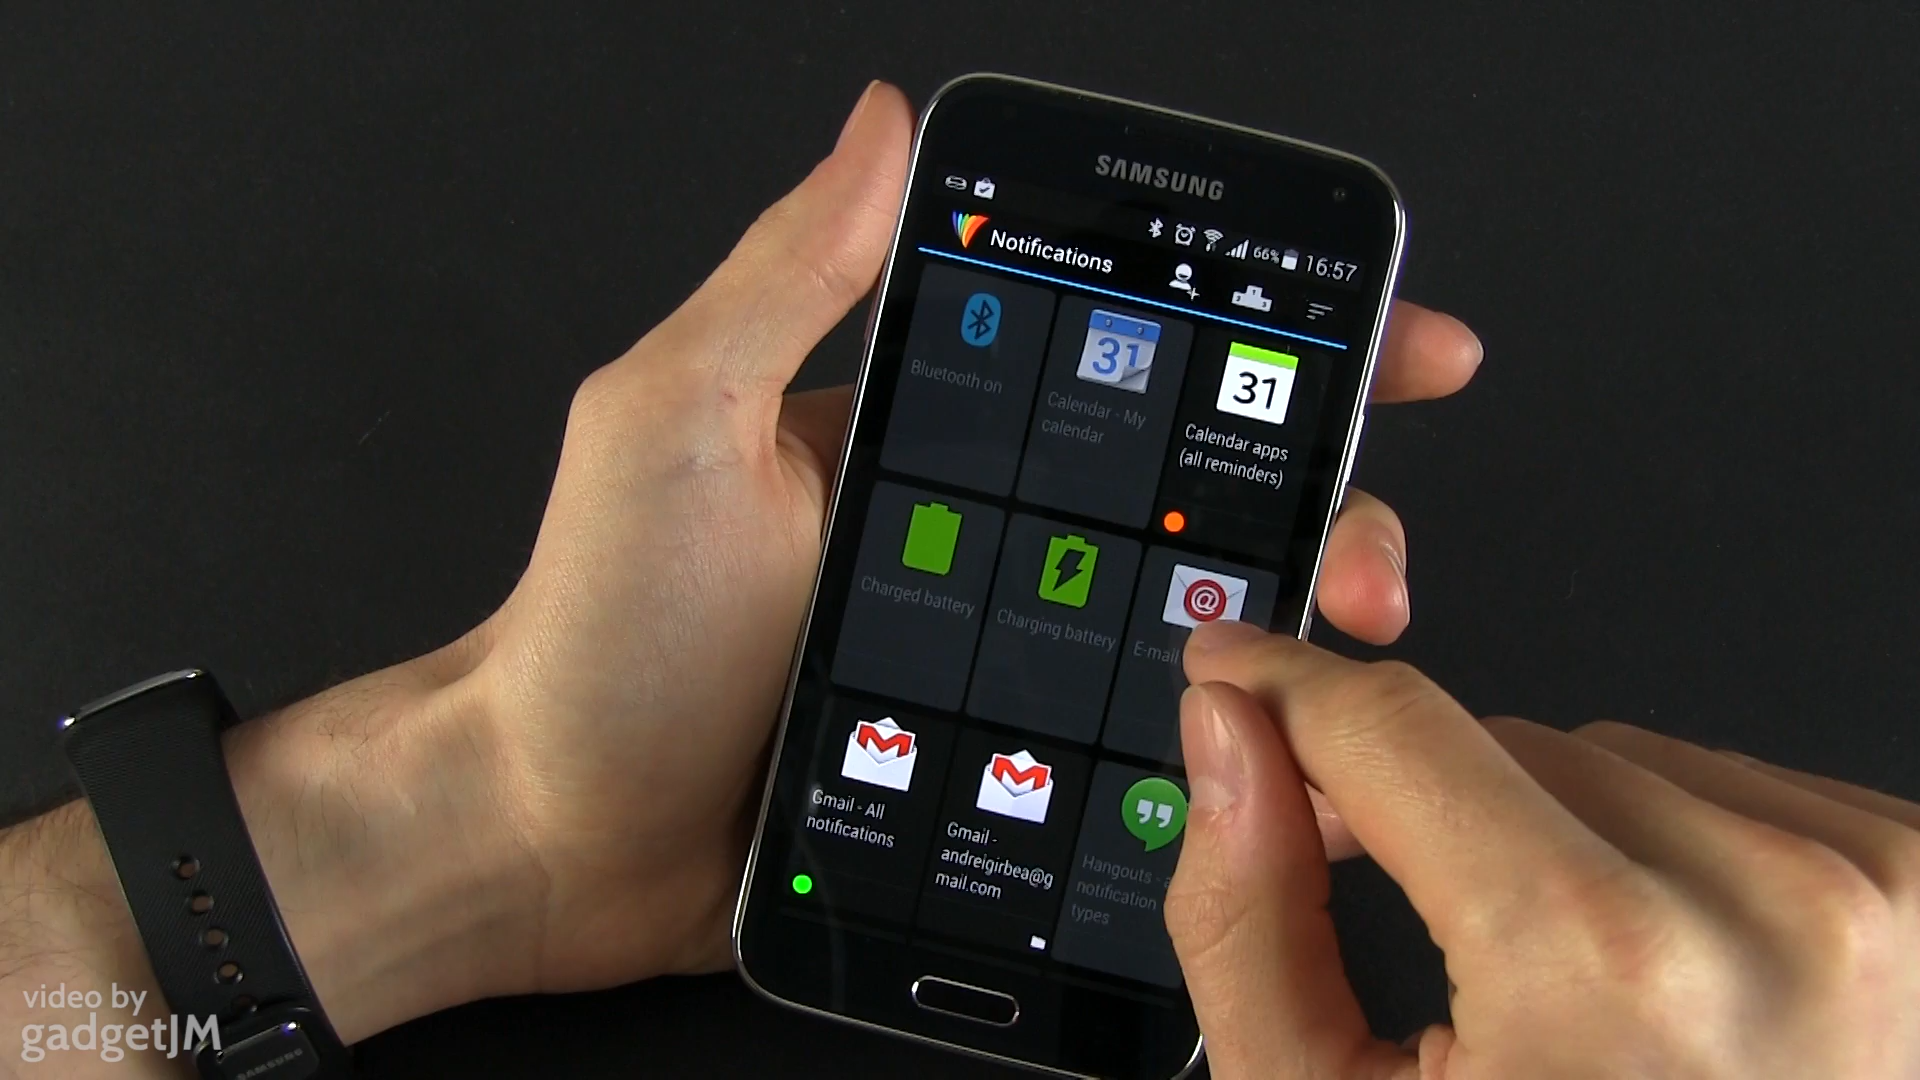 SAMSUNG
66% 16:57
Notifications
Bluetooth on
31
Calendar - My
calendar
31
Calendar apps
(all reminders)
Charged battery
Charging battery
E-mail
Gmail - All
notifications
Gmail -
andreigirbea@g
mail.com
Hangouts -
notification
types
video by
gadgetJM
SAMSUNG